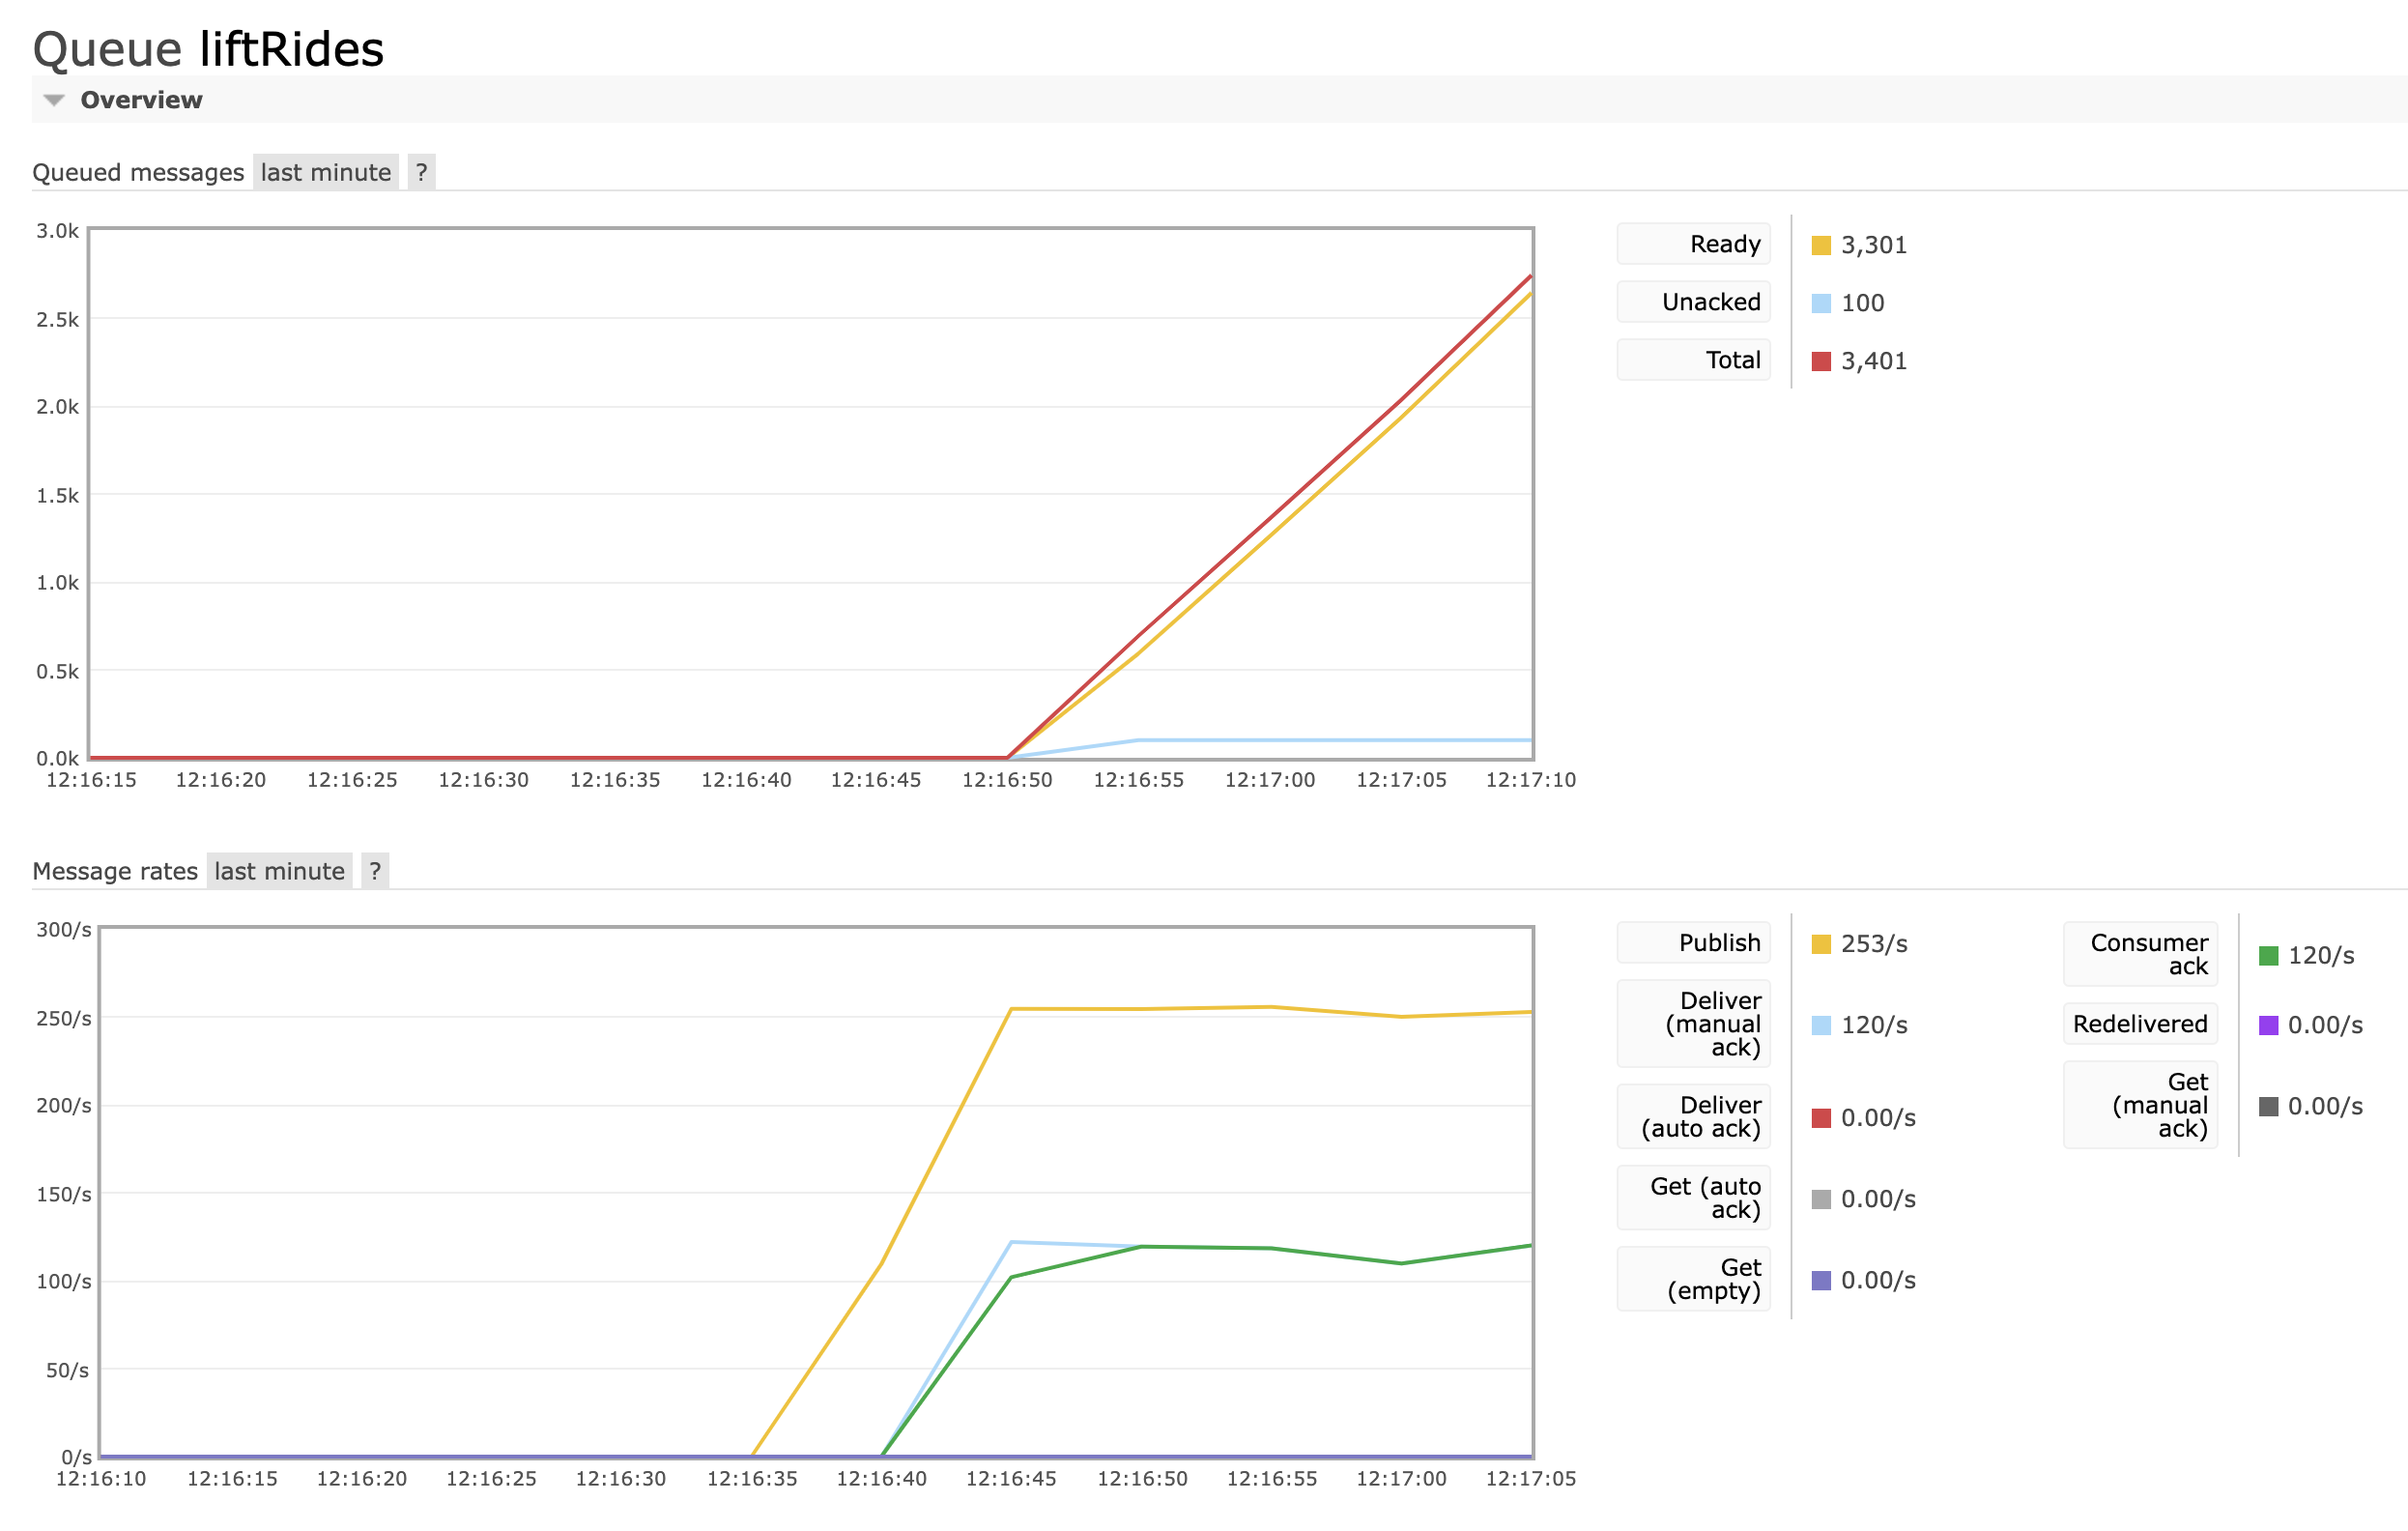 Queue liftRides
Overview
Queued messages last minute ?
3.0k
2.5k
2.0k
1.5k
1.0k
0.5k
0.0k
12:16:15 12:16:20 12:16:25 12:16:30 12:16:35 12:16:40 12:16:45 12:16:50 12:16:55 12:17:00 12:17:05 12:17:10
Ready 3,301
Unacked 100
Total 3,401
Message rates last minute ?
300/s
250/s
200/s
150/s
100/s
50/s
0/s
12:16:10 12:16:15 12:16:20 12:16:25 12:16:30 12:16:35 12:16:40 12:16:45 12:16:50 12:16:55 12:17:00 12:17:05
Publish 253/s
Deliver
(manual 120/s
ack)
Deliver
(auto ack) 0.00/s
Get (auto
ack) 0.00/s
Get
(empty) 0.00/s
Consumer
ack 120/s
Redelivered 0.00/s
Get
(manual 0.00/s
ack)